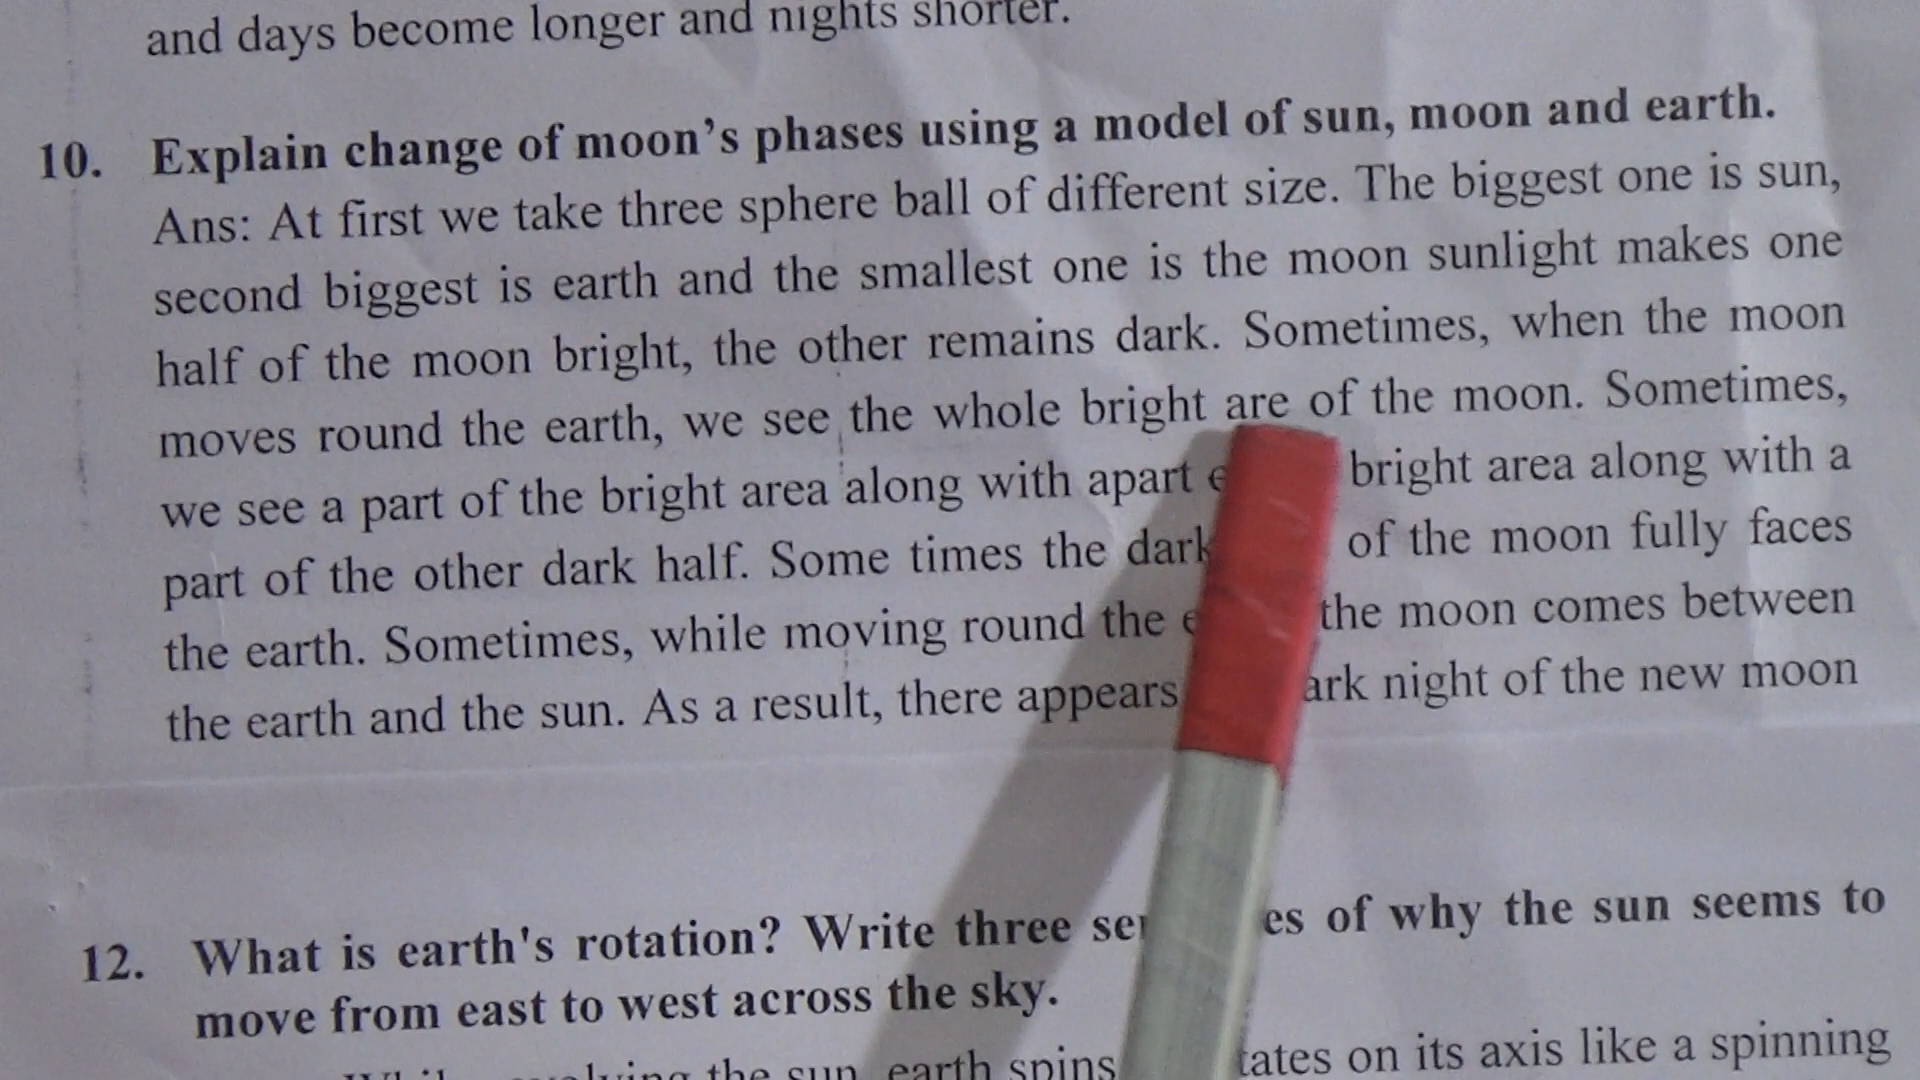 and days become longer and nights shorter.
10. Explain change of moon's phases using a model of sun, moon and earth.
Ans: At first we take three sphere ball of different size. The biggest one is sun,
second biggest is earth and the smallest one is the moon sunlight makes one
half of the moon bright, the other remains dark. Sometimes, when the moon
moves round the earth, we see the whole bright are of the moon. Sometimes,
we see a part of the bright area along with apart bright area along with a
part of the other dark half. Some times the dark of the moon fully faces
the earth. Sometimes, while moving round the the moon comes between
the earth and the sun. As a result, there appears night of the new moon
12. What is earth's rotation? Write three of why the sun seems to
move from east to west across the sky.
the sun earth spins on its axis like a spinning